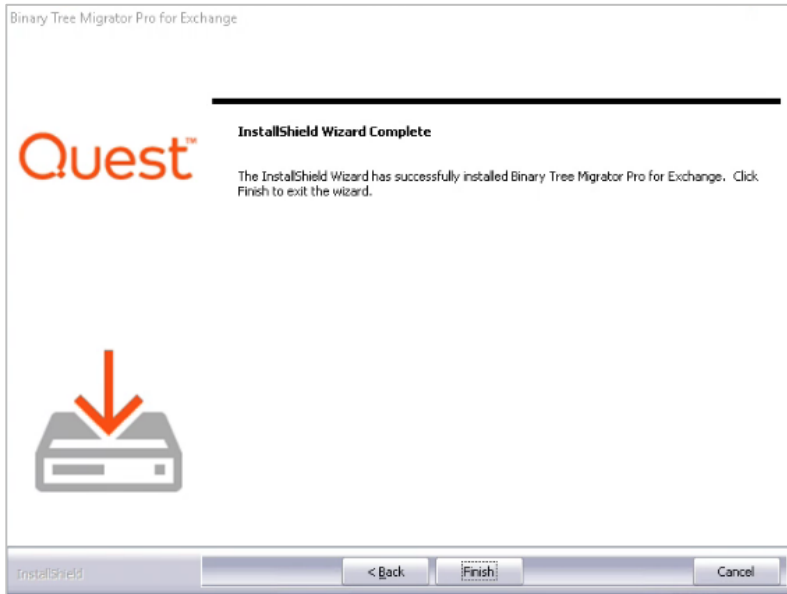 Binary Tree Migrator Pro for Exchange
Quest™
InstallShield Wizard Complete
The InstallShield Wizard has successfully installed Binary Tree Migrator Pro for Exchange. Click
Finish to exit the wizard.
InstallShield
< Back
Finish
Cancel